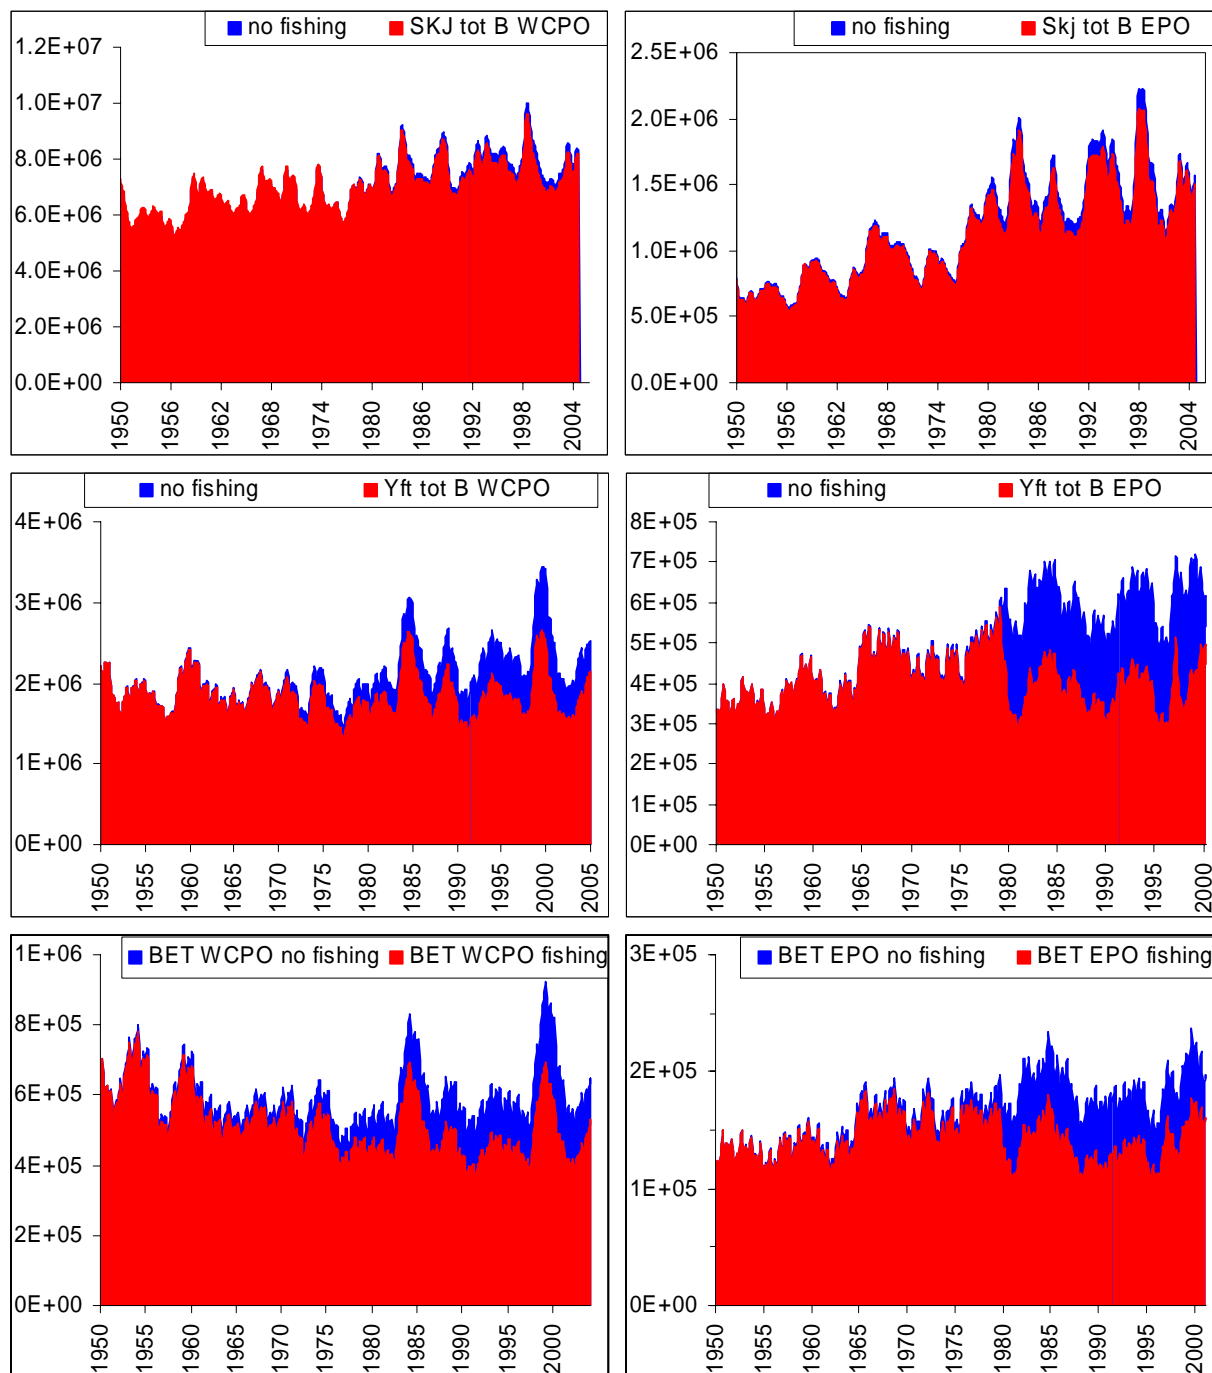 no fishing SKJ tot B WCPO
1.2E+07
1.0E+07
8.0E+06
6.0E+06
4.0E+06
2.0E+06
0.0E+00
1950 1956 1962 1968 1974 1980 1986 1992 1998 2004
no fishing Skj tot B EPO
2.5E+06
2.0E+06
1.5E+06
1.0E+06
5.0E+05
0.0E+00
1950 1956 1962 1968 1974 1980 1986 1992 1998 2004
no fishing Yft tot B WCPO
4E+06
3E+06
2E+06
1E+06
0E+00
1950 1955 1960 1965 1970 1975 1980 1985 1990 1995 2000 2005
no fishing Yft tot B EPO
8E+05
7E+05
6E+05
5E+05
4E+05
3E+05
2E+05
1E+05
0E+00
1950 1955 1960 1965 1970 1975 1980 1985 1990 1995 2000
BET WCPO no fishing BET WCPO fishing
1E+06
8E+05
6E+05
4E+05
2E+05
0E+00
1950 1955 1960 1965 1970 1975 1980 1985 1990 1995 2000
BET EPO no fishing BET EPO fishing
3E+05
2E+05
1E+05
0E+00
1950 1955 1960 1965 1970 1975 1980 1985 1990 1995 2000